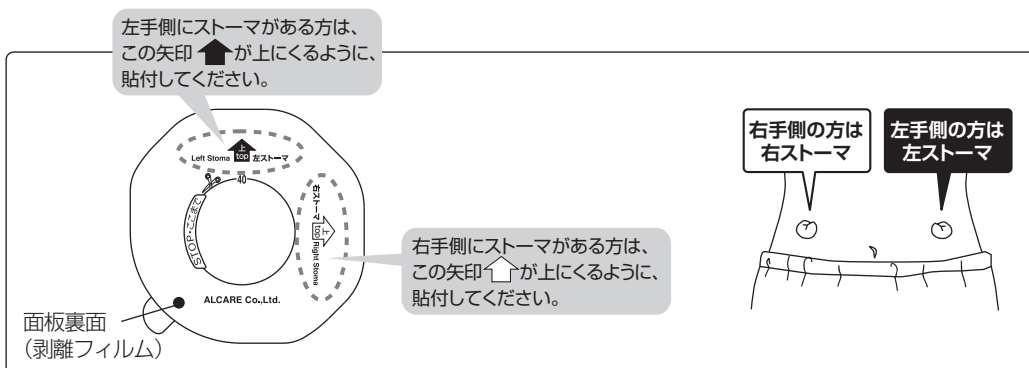 左手側にストーマがある方は、
この矢印 が上にくるように、
貼付してください。
上
top
Left Stoma
左ストーマ
40
STOP・ここまで
右ストーマ
上
top
Right Stoma
ALCARE Co.,Ltd.
面板裏面
（剥離フィルム）
右手側にストーマがある方は、
この矢印 が上にくるように、
貼付してください。
右手側の方は
右ストーマ
左手側の方は
左ストーマ